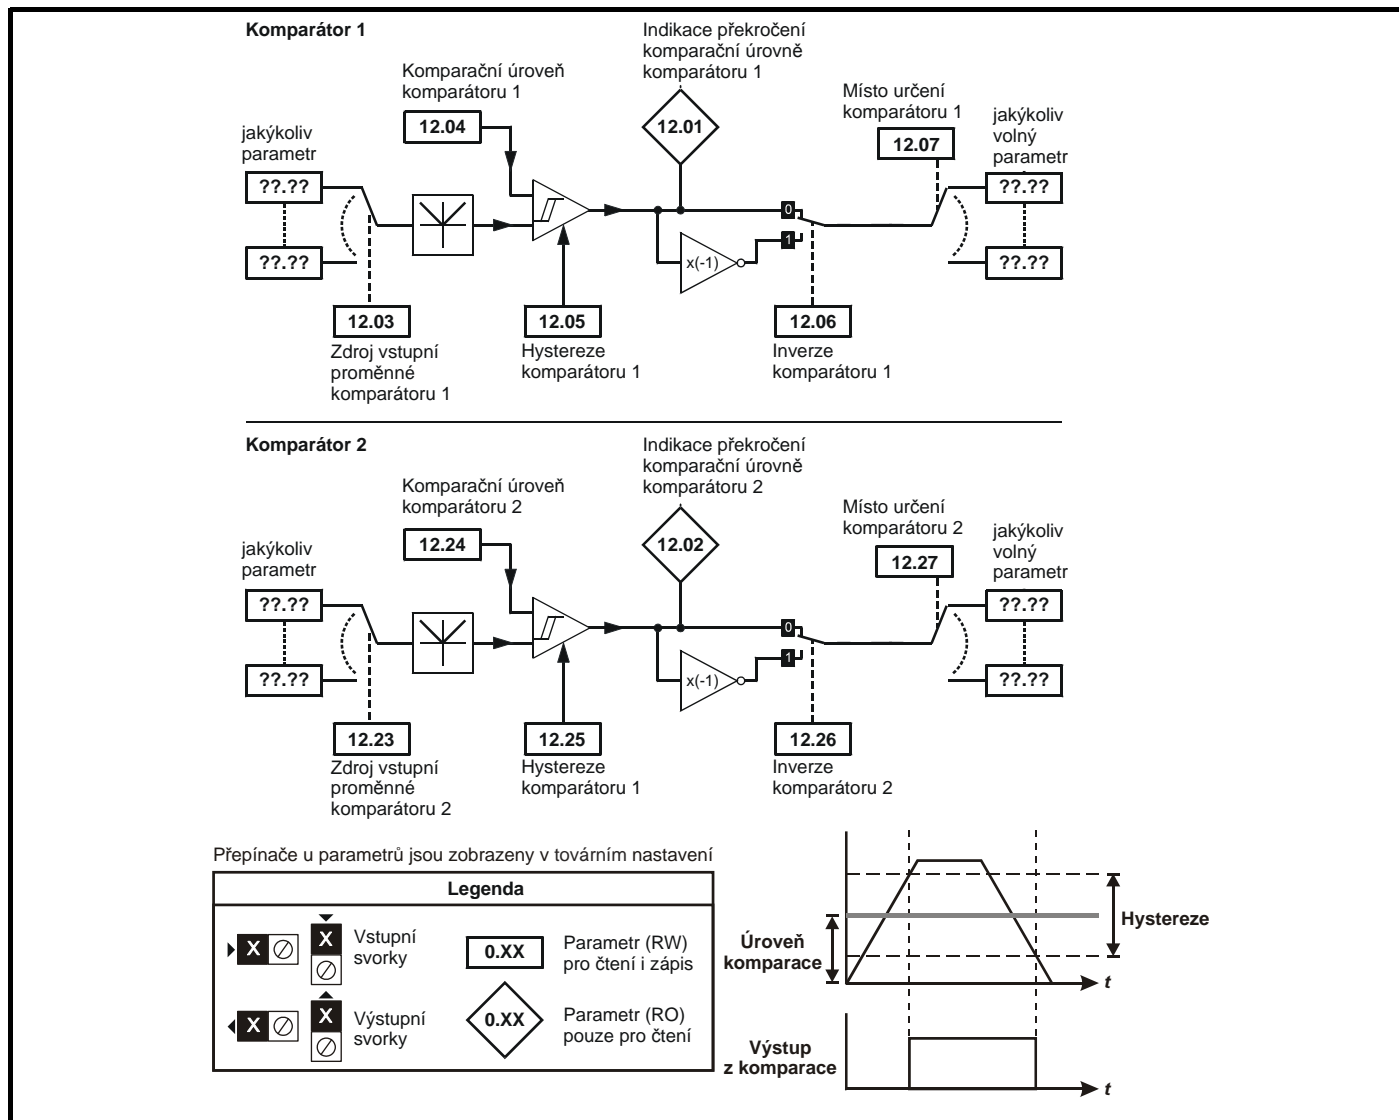 Komparátor 1
Indikace překročení
komparační úrovně
komparátoru 1
Komparační úroveň
komparátoru 1
Místo určení
komparátoru 1
jakýkoliv
parametr
12.04
12.01
12.07
jakýkoliv
volný
parametr
??.??
??.??
0
1
x(-1)
??.??
??.??
12.03
12.05
12.06
Zdroj vstupní
proměnné
komparátoru 1
Hystereze
komparátoru 1
Inverze
komparátoru 1
Komparátor 2
Indikace překročení
komparační úrovně
komparátoru 2
Komparační úroveň
komparátoru 2
Místo určení
komparátoru 2
jakýkoliv
parametr
12.24
12.02
12.27
jakýkoliv
volný
parametr
??.??
??.??
0
1
x(-1)
??.??
??.??
12.23
12.25
12.26
Zdroj vstupní
proměnné
komparátoru 2
Hystereze
komparátoru 1
Inverze
komparátoru 2
Přepínače u parametrů jsou zobrazeny v továrním nastavení
Legenda
X
X
Vstupní
svorky
0.XX
Parametr (RW)
pro čtení i zápis
X
X
Výstupní
svorky
0.XX
Parametr (RO)
pouze pro čtení
Úroveň
komparace
Hystereze
t
Výstup
z komparace
t